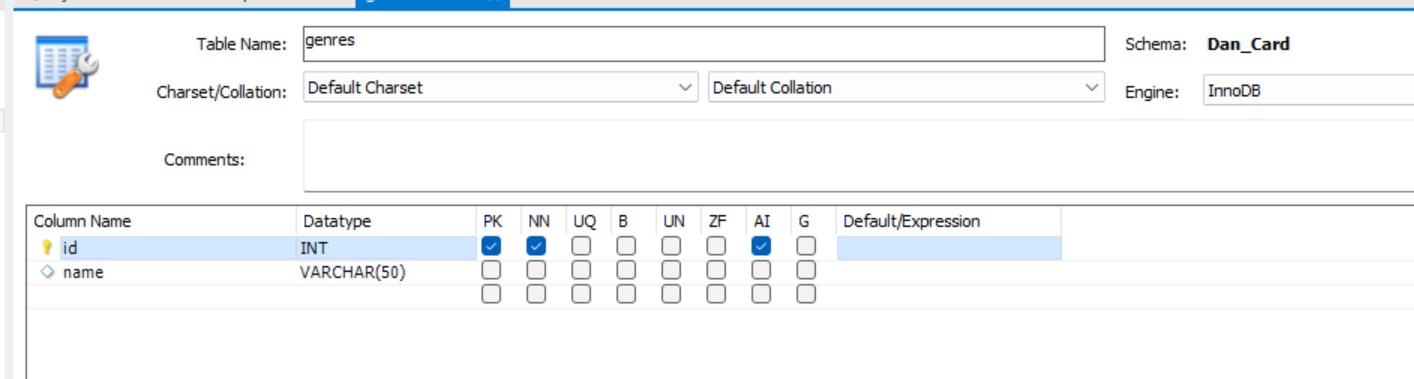 Table Name: genres Schema: Dan_Card
Charset/Collation: Default Charset Default Collation Engine: InnoDB
Comments:
Column Name Datatype PK NN UQ B UN ZF AI G Default/Expression
id INT
name VARCHAR(50)